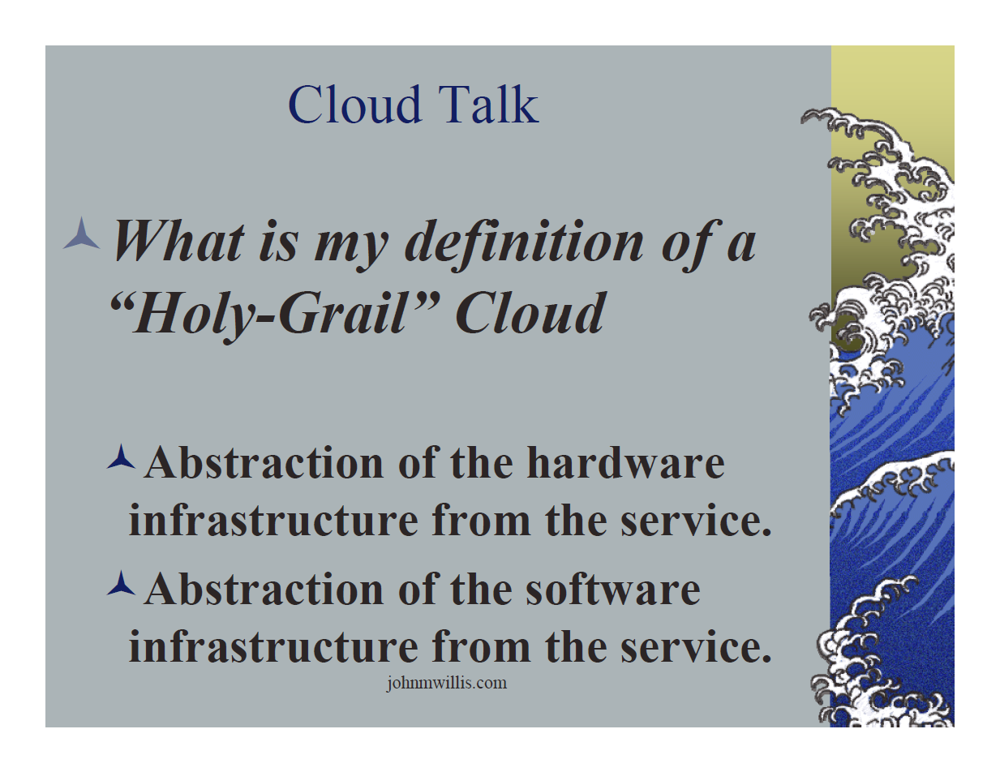 Cloud Talk
What is my definition of a
“Holy-Grail” Cloud
Abstraction of the hardware
infrastructure from the service.
Abstraction of the software
infrastructure from the service.
johnmwillis.com